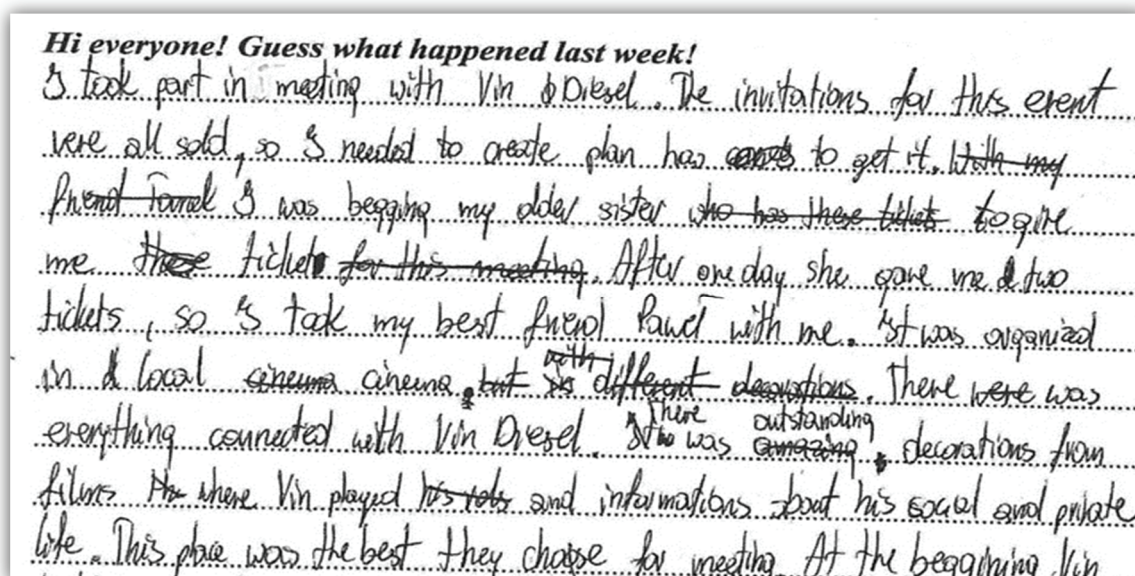 Hi everyone! Guess what happened last week!
I took part in meeting with Vin Diesel. The invitations for this event
were all sold, so I needed to create plan how to get it. With my
friend I was begging my older sister who has these tickets to give
me these ticket for this meeting. After one day she gave me two
tickets, so I took my best friend Paweł with me. It was organized
in local cinema cinema. but with different decorations. There were was
everything connected with Vin Diesel. There was amazing outstanding decorations from
films where Vin played his role and informations about his social and private
life. This place was the best they choose for meeting. At the beggining Vin